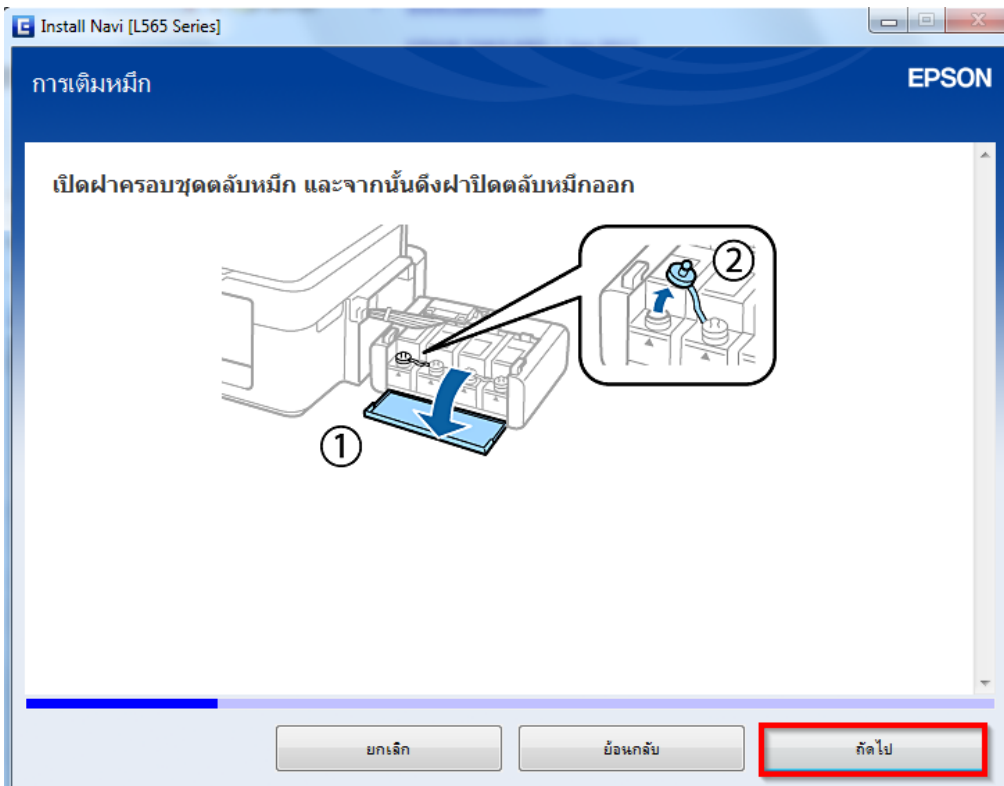 Install Navi [L565 Series]
การเติมหมึก
EPSON
เปิดฝาครอบชุดตลับหมึก และจากนั้นดึงฝาปิดตลับหมึกออก
②
①
ยกเลิก
ย้อนกลับ
ถัดไป